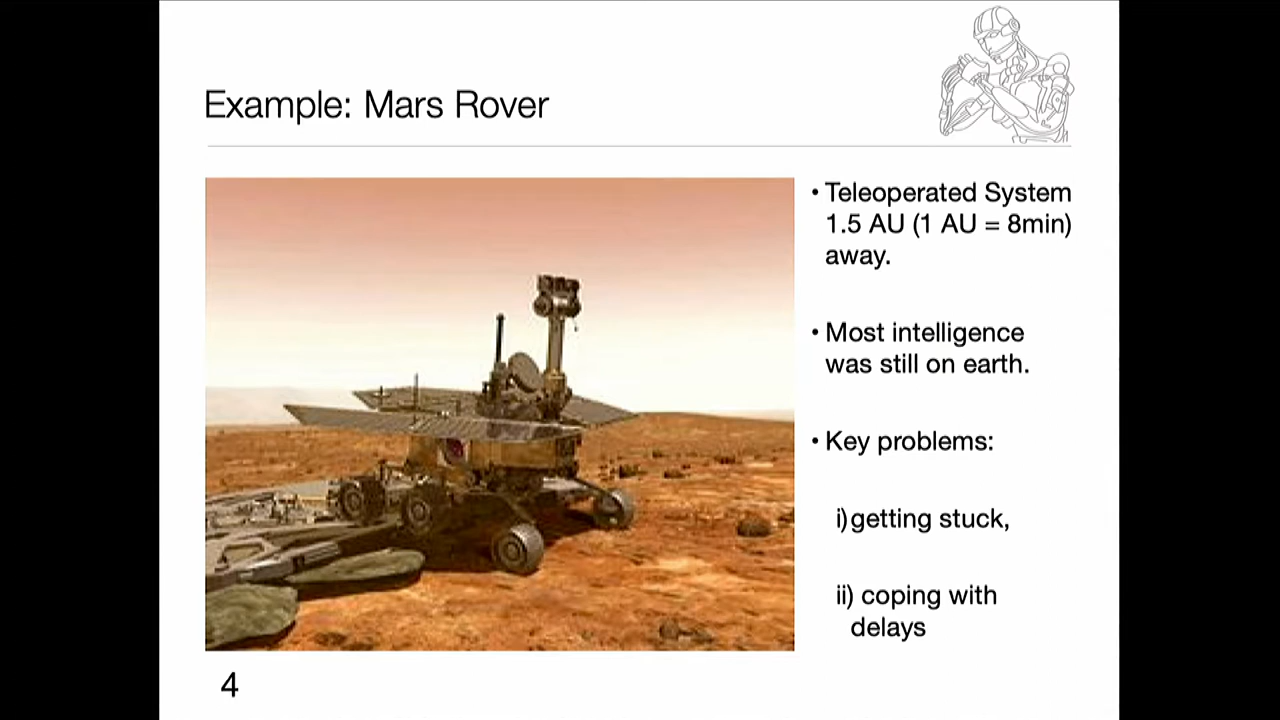 Example: Mars Rover
• Teleoperated System
1.5 AU (1 AU = 8min)
away.
• Most intelligence
was still on earth.
• Key problems:
i)getting stuck,
ii) coping with
delays
4